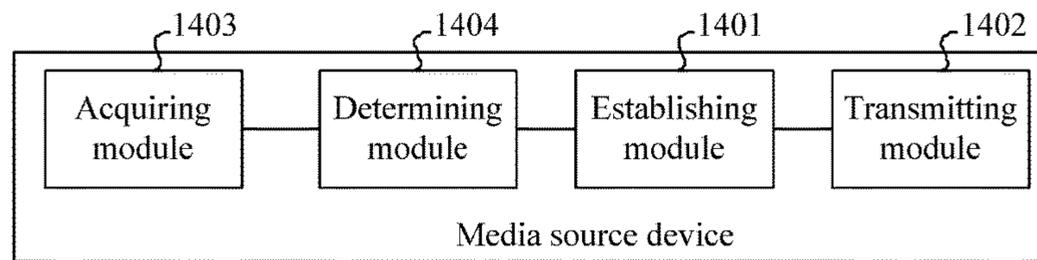 1403 1404 1401 1402
Acquiring module
Determining module
Establishing module
Transmitting module
Media source device